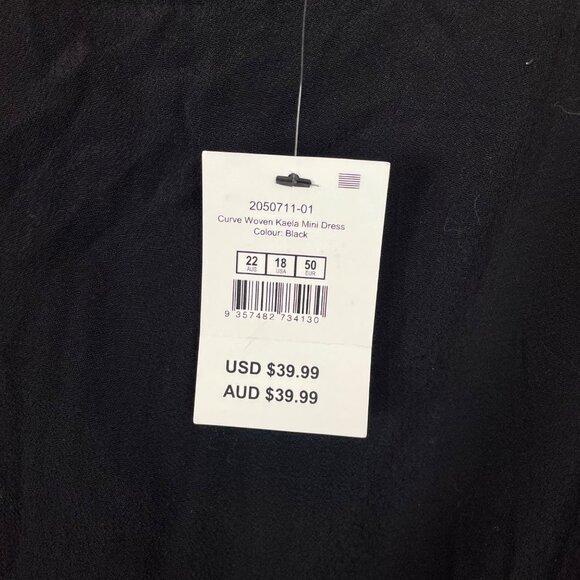 2050711-01
Curve Woven Kaela Mini Dress
Colour: Black
22 18 50
AUS USA EUR
9 357482 734130
USD $39.99
AUD $39.99